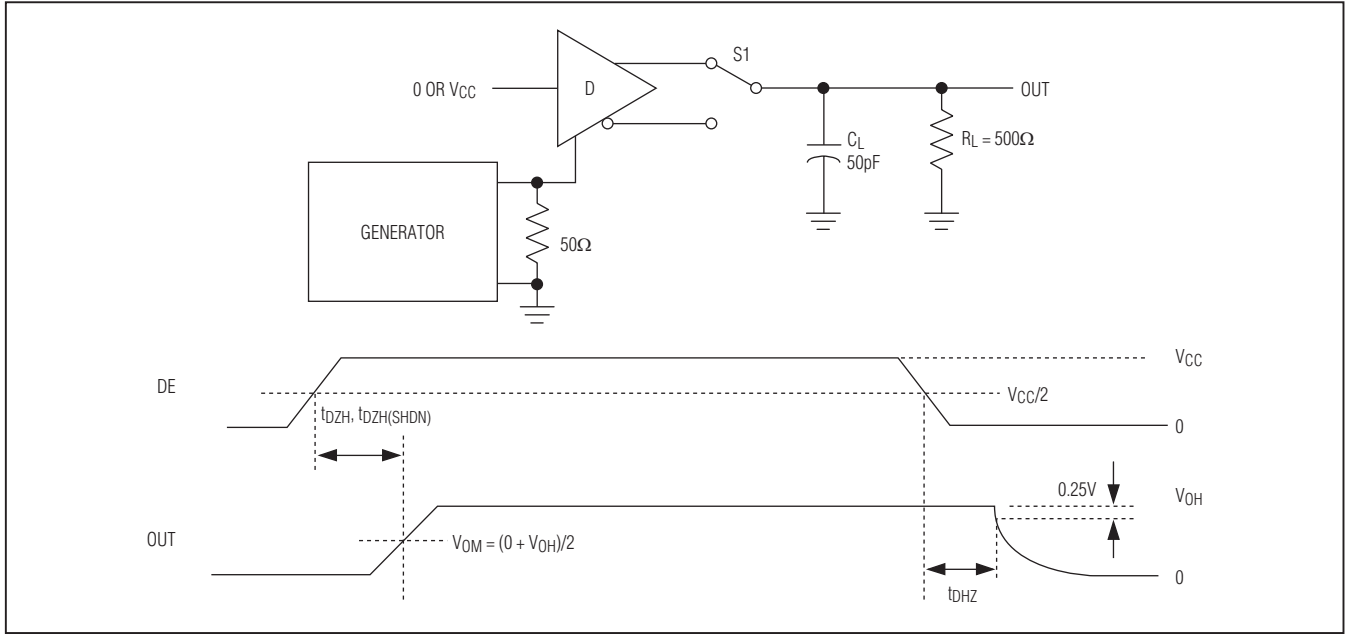 S1
0 OR VCC
D
OUT
CL
50pF
RL = 500Ω
GENERATOR
50Ω
VCC
DE
VCC/2
tDZH, tDZH(SHDN)
0
0.25V
VOH
OUT
VOM = (0 + VOH)/2
0
tDHZ